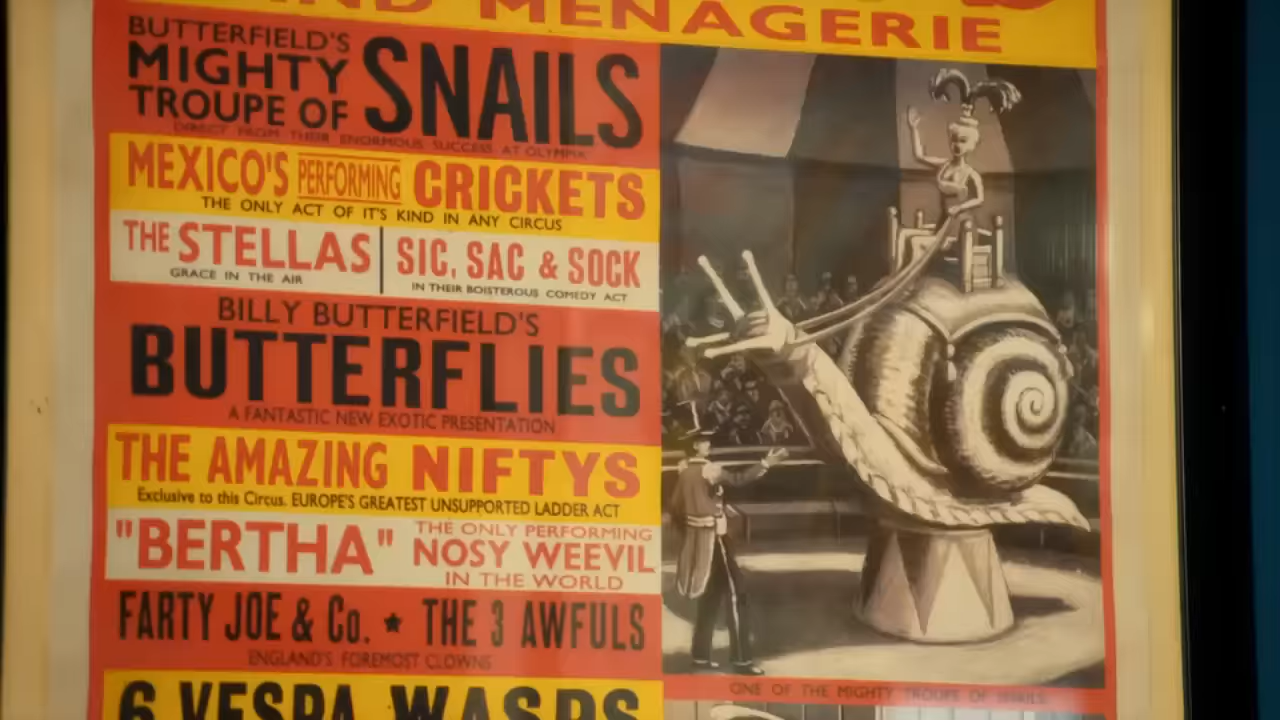 AND MENAGERIE
BUTTERFIELD'S
MIGHTY
TROUPE OF
SNAILS
DIRECT FROM THEIR ENORMOUS SUCCESS AT OLYMPIA
MEXICO'S PERFORMING CRICKETS
THE ONLY ACT OF IT'S KIND IN ANY CIRCUS
THE STELLAS
GRACE IN THE AIR
SIC, SAC & SOCK
IN THEIR BOISTEROUS COMEDY ACT
BILLY BUTTERFIELD'S
BUTTERFLIES
A FANTASTIC NEW EXOTIC PRESENTATION
THE AMAZING NIFTYS
Exclusive to this Circus. EUROPE'S GREATEST UNSUPPORTED LADDER ACT
"BERTHA"
THE ONLY PERFORMING
NOSY WEEVIL
IN THE WORLD
FARTY JOE & Co. ★ THE 3 AWFULS
ENGLAND'S FOREMOST CLOWNS
6 VESPA WASPS
ONE OF THE MIGHTY TROUPE OF SNAILS.